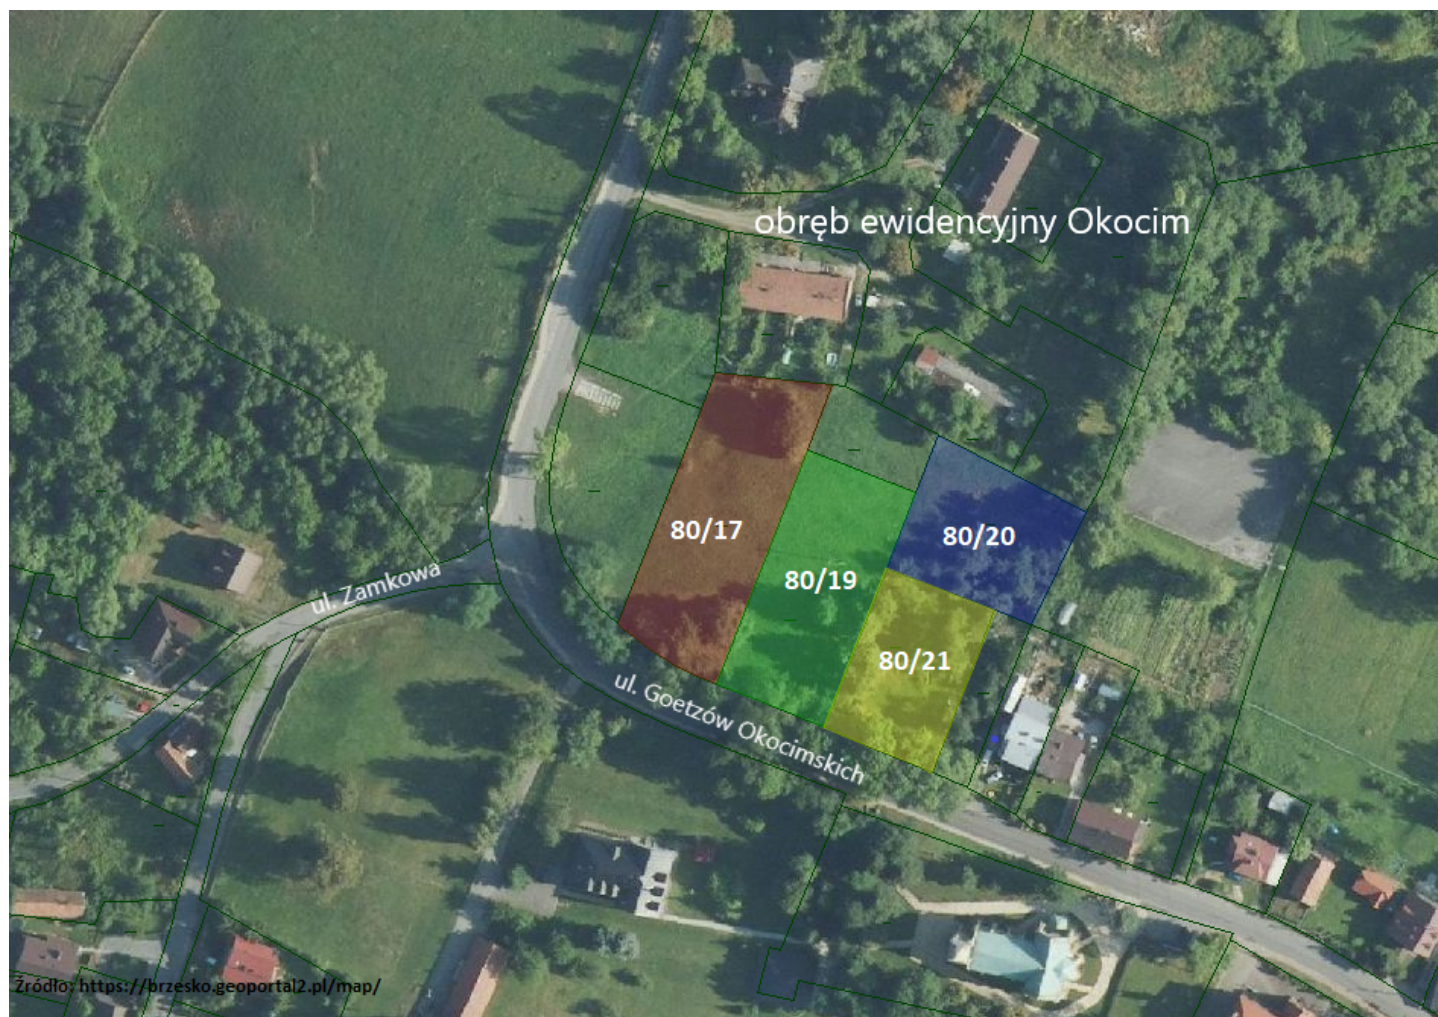 obręb ewidencyjny Okocim
80/17
80/20
80/19
ul. Zamkowa
80/21
ul. Goetzów Okocimskich
Źródło: https://brzesko.geoportal2.pl/map/